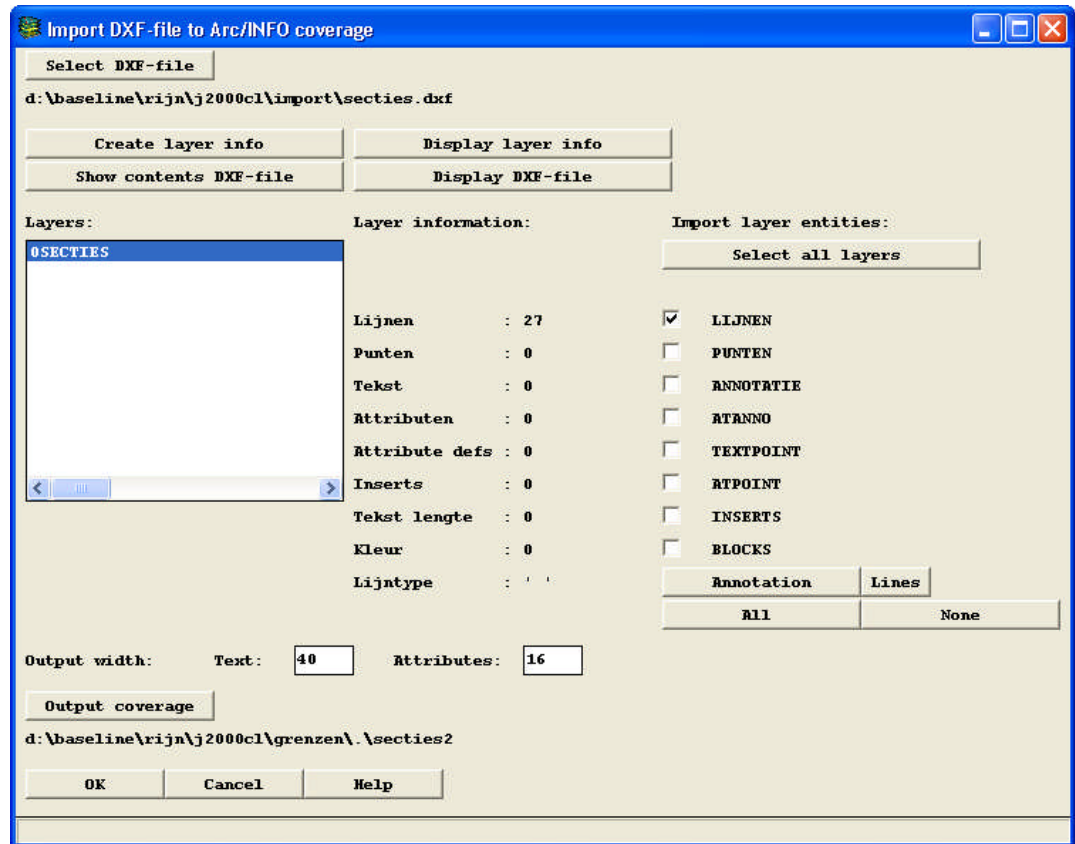 Import DXF-file to Arc/INFO coverage
Select DXF-file
d:\baseline\rijn\j2000cl\import\secties.dxf
Create layer info Display layer info
Show contents DXF-file Display DXF-file
Layers: Layer information: Import layer entities:
0SECTIES Select all layers
Lijnen : 27 LIJNEN
Punten : 0 PUNTEN
Tekst : 0 ANNOTATIE
Attributen : 0 ATANNO
Attribute defs : 0 TEXTPOINT
Inserts : 0 ATPOINT
Tekst lengte : 0 INSERTS
Kleur : 0 BLOCKS
Lijntype : ' ' Annotation Lines
All None
Output width: Text: 40 Attributes: 16
Output coverage
d:\baseline\rijn\j2000cl\grenzen\.\secties2
OK Cancel Help